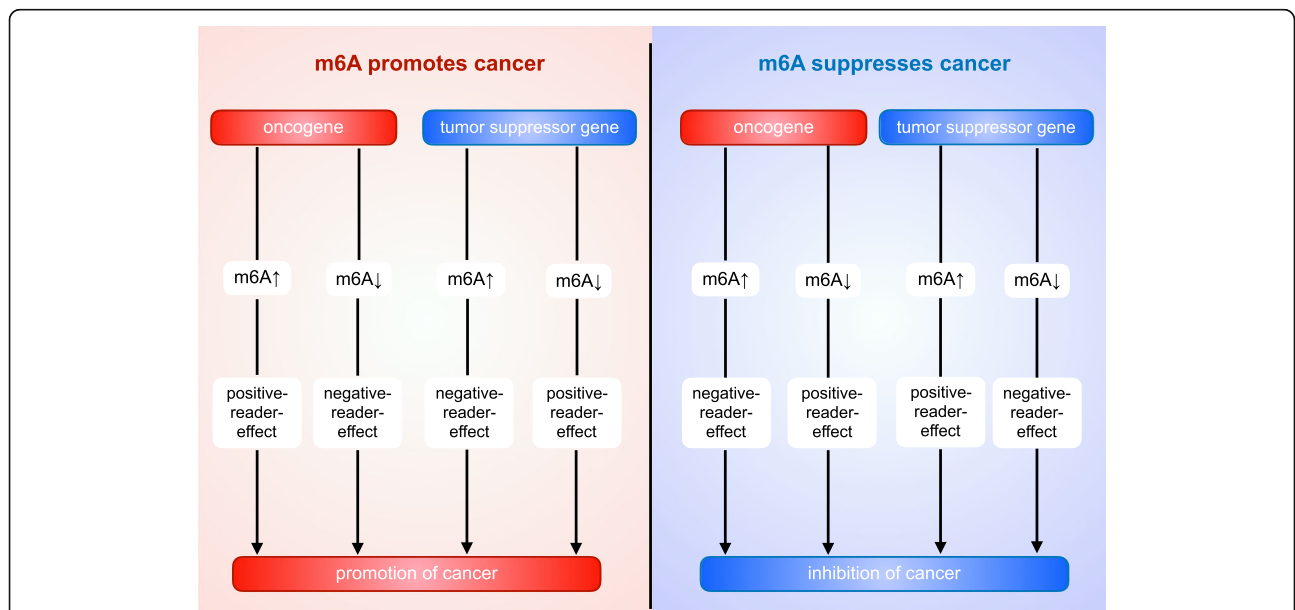 m6A promotes cancer
oncogene
tumor suppressor gene
m6A↑
m6A↓
m6A↑
m6A↓
positive-
reader-
effect
negative-
reader-
effect
negative-
reader-
effect
positive-
reader-
effect
promotion of cancer
m6A suppresses cancer
oncogene
tumor suppressor gene
m6A↑
m6A↓
m6A↑
m6A↓
negative-
reader-
effect
positive-
reader-
effect
positive-
reader-
effect
negative-
reader-
effect
inhibition of cancer